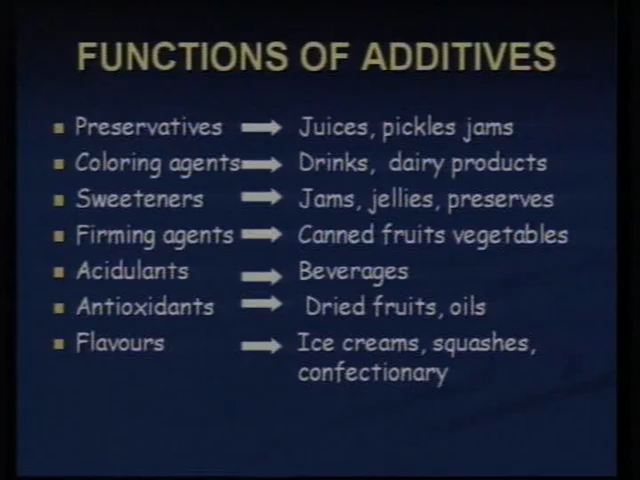 FUNCTIONS OF ADDITIVES
Preservatives Juices, pickles jams
Coloring agents Drinks, dairy products
Sweeteners Jams, jellies, preserves
Firming agents Canned fruits vegetables
Acidulants Beverages
Antioxidants Dried fruits, oils
Flavours Ice creams, squashes,
confectionary